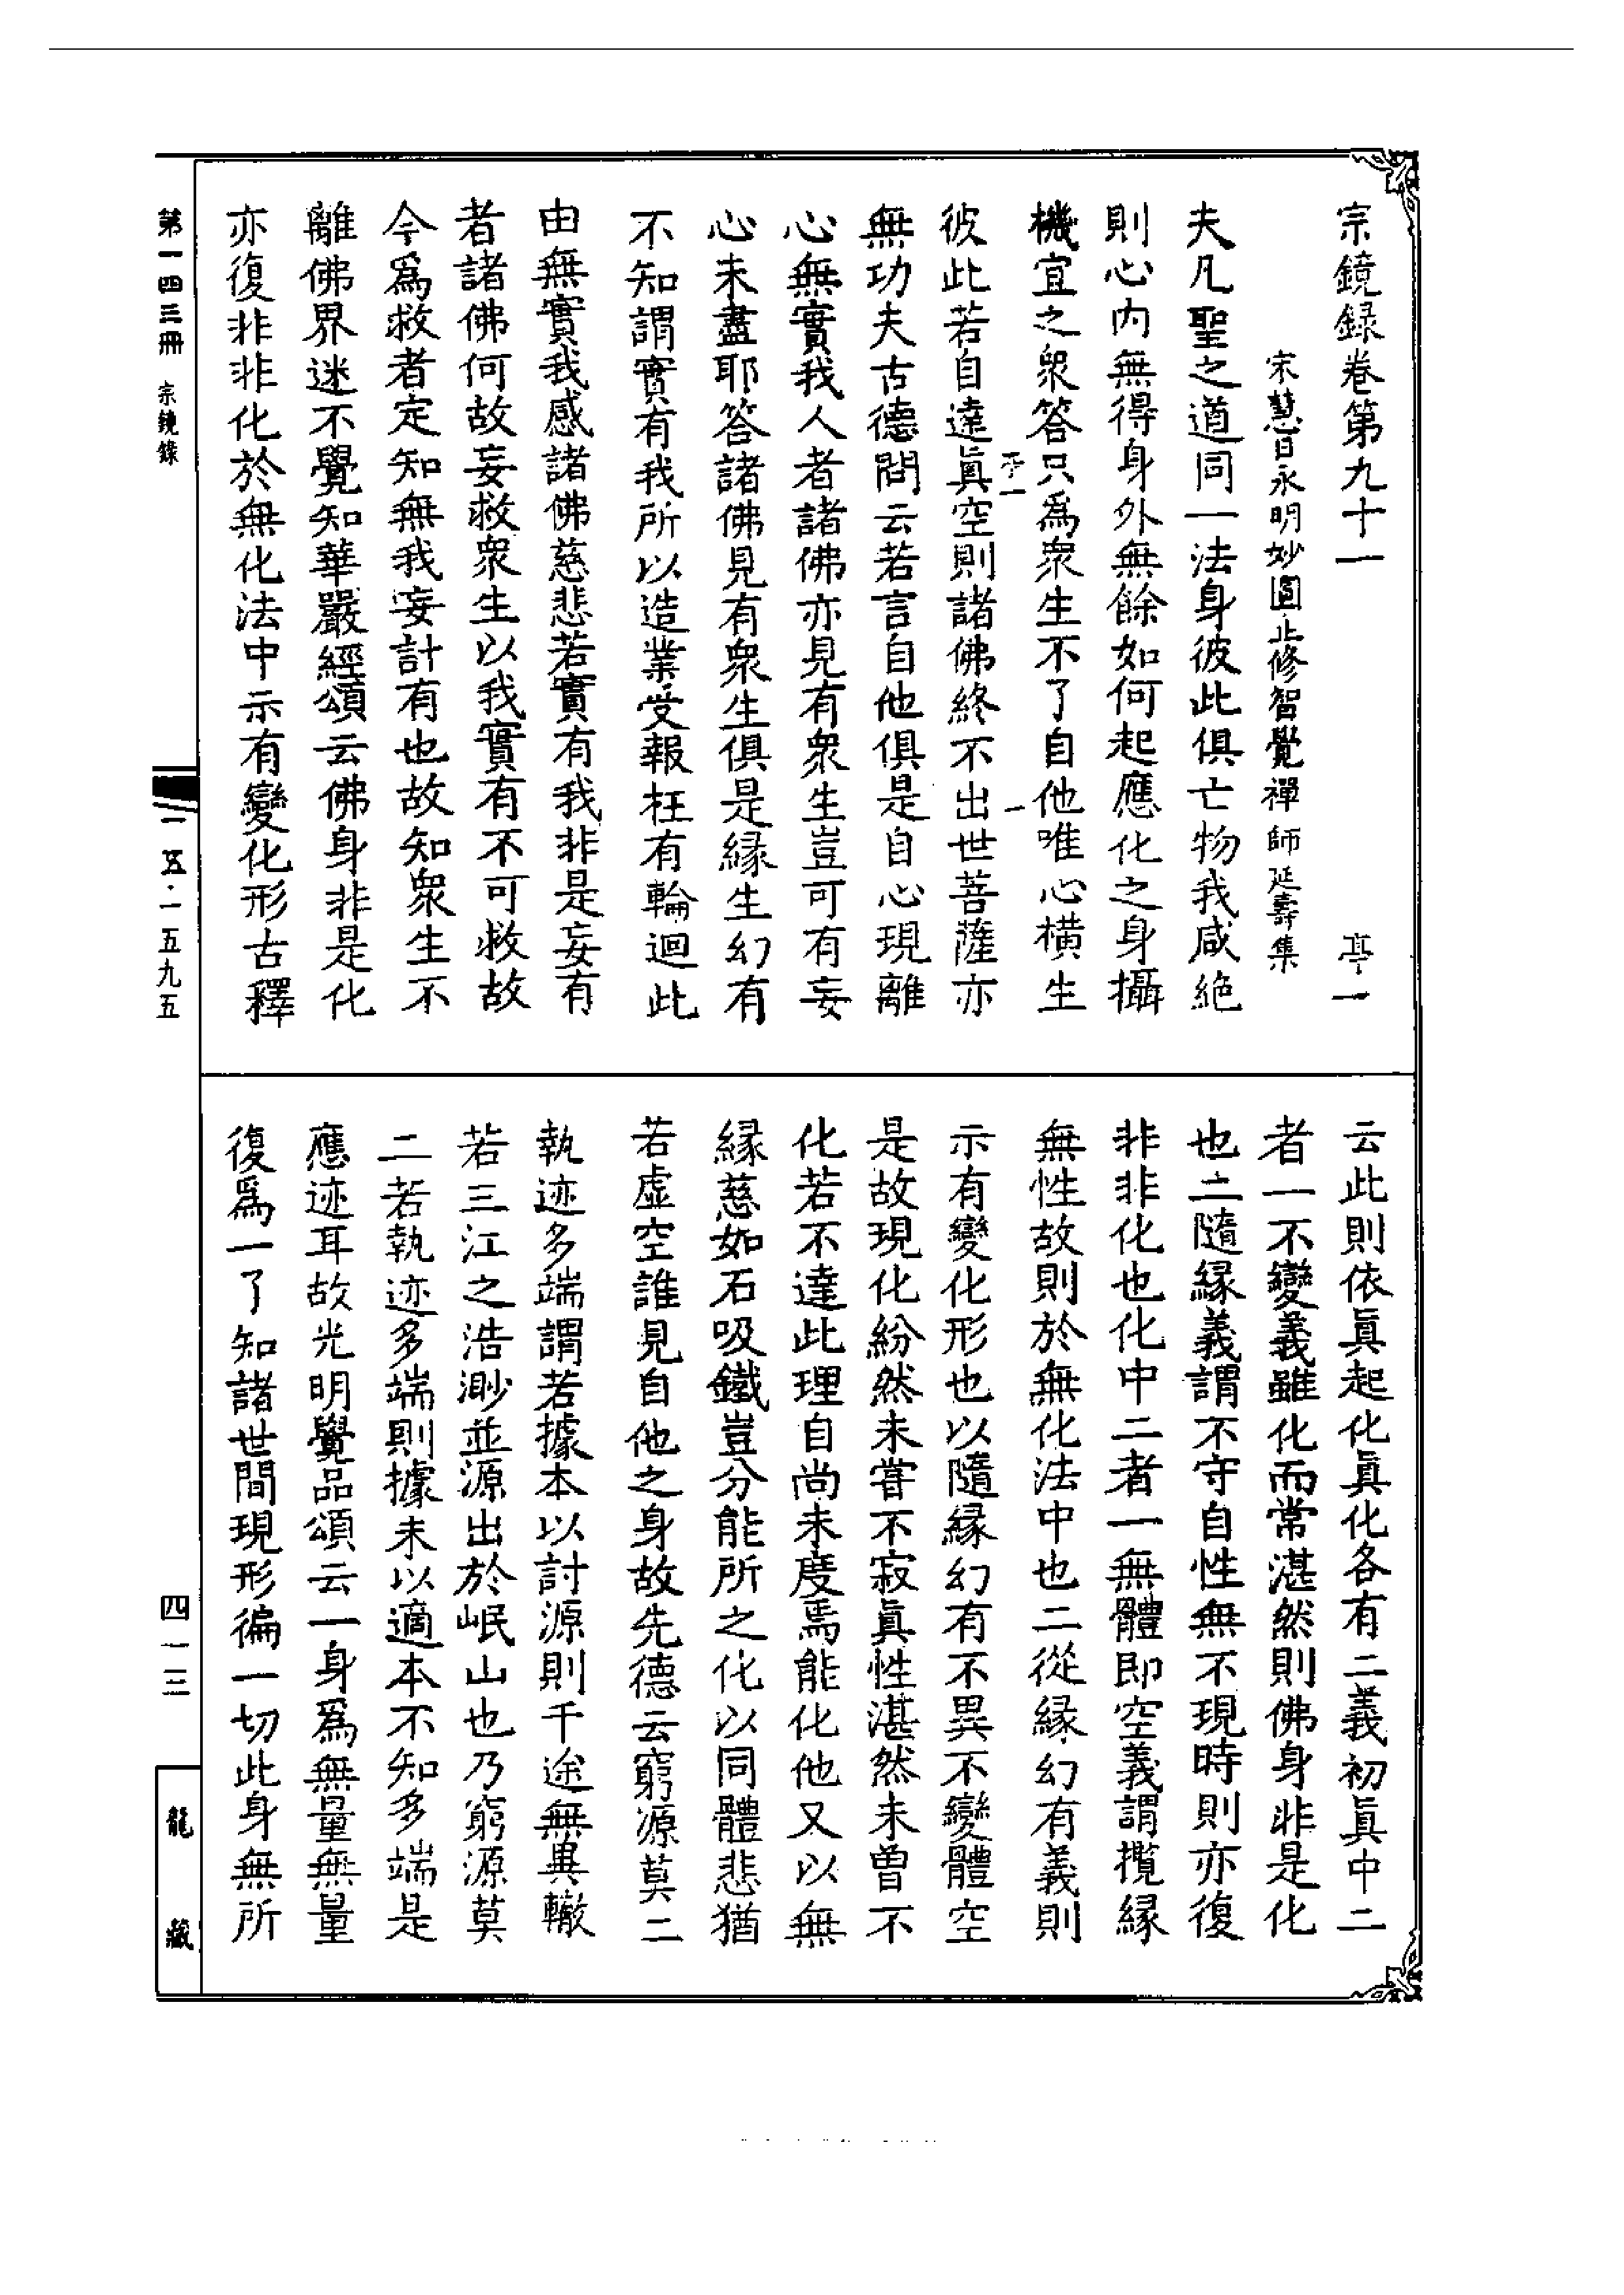 宗鏡録卷第九十一　亭一
宋慧日永明妙圓正修智覺禪師延壽集
夫凡聖之道同一法身彼此俱亡物我咸絶
則心内無得身外無餘如何起應化之身攝
機宜之衆答只爲衆生不了自他唯心橫生
彼此若自達眞空則諸佛終不出世菩薩亦
無功夫古德問云若言自他俱是自心現離
心無實我人者諸佛亦見有衆生豈可有妄
心未盡耶答諸佛見有衆生俱是縁生幻有
不知謂實有我所以造業受報枉有輪迴此
由無實我感諸佛慈悲若實有我非是妄有
者諸佛何故妄救衆生以我實有不可救故
今爲救者定知無我妄計有也故知衆生不
離佛界迷不覺知華嚴經頌云佛身非是化
亦復非非化於無化法中示有變化形古釋
云此則依眞起化眞化各有二義初眞中二
者一不變義雖化而常湛然則佛身非是化
也二隨縁義謂不守自性無不現時則亦復
非非化也化中二者一無體即空義謂攬縁
無性故則於無化法中也二從縁幻有義則
示有變化形也以隨縁幻有不異不變體空
是故現化紛然未甞不寂眞性湛然未曾不
化若不達此理自尚未度焉能化他又以無
縁慈如石吸鐵豈分能所之化以同體悲猶
若虛空誰見自他之身故先德云窮源莫二
執迹多端謂若據本以討源則千途無異轍
若三江之浩渺並源出於岷山也乃窮源莫
二若執迹多端則據末以適本不知多端是
應迹耳故光明覺品頌云一身爲無量無量
復爲一了知諸世間現形徧一切此身無所
第一四三冊　宗鏡錄
一五·一五九五
四一三
龍藏